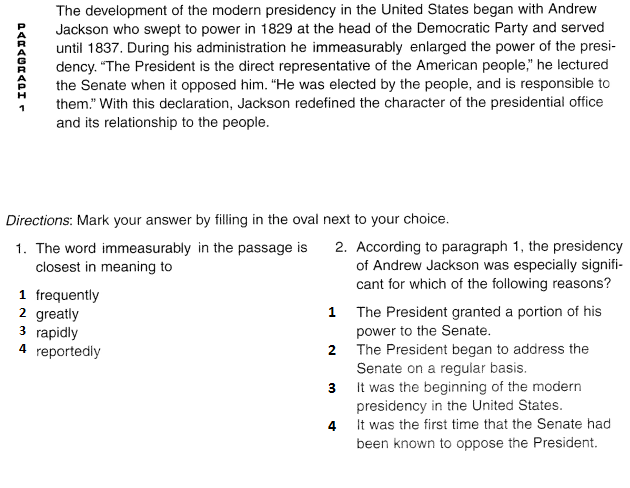 PARAGRAPH 1
The development of the modern presidency in the United States began with Andrew
Jackson who swept to power in 1829 at the head of the Democratic Party and served
until 1837. During his administration he immeasurably enlarged the power of the presi-
dency. “The President is the direct representative of the American people,” he lectured
the Senate when it opposed him. “He was elected by the people, and is responsible to
them.” With this declaration, Jackson redefined the character of the presidential office
and its relationship to the people.
Directions: Mark your answer by filling in the oval next to your choice.
1. The word immeasurably in the passage is
closest in meaning to
1 frequently
2 greatly
3 rapidly
4 reportedly
2. According to paragraph 1, the presidency
of Andrew Jackson was especially signifi-
cant for which of the following reasons?
1 The President granted a portion of his
power to the Senate.
2 The President began to address the
Senate on a regular basis.
3 It was the beginning of the modern
presidency in the United States.
4 It was the first time that the Senate had
been known to oppose the President.